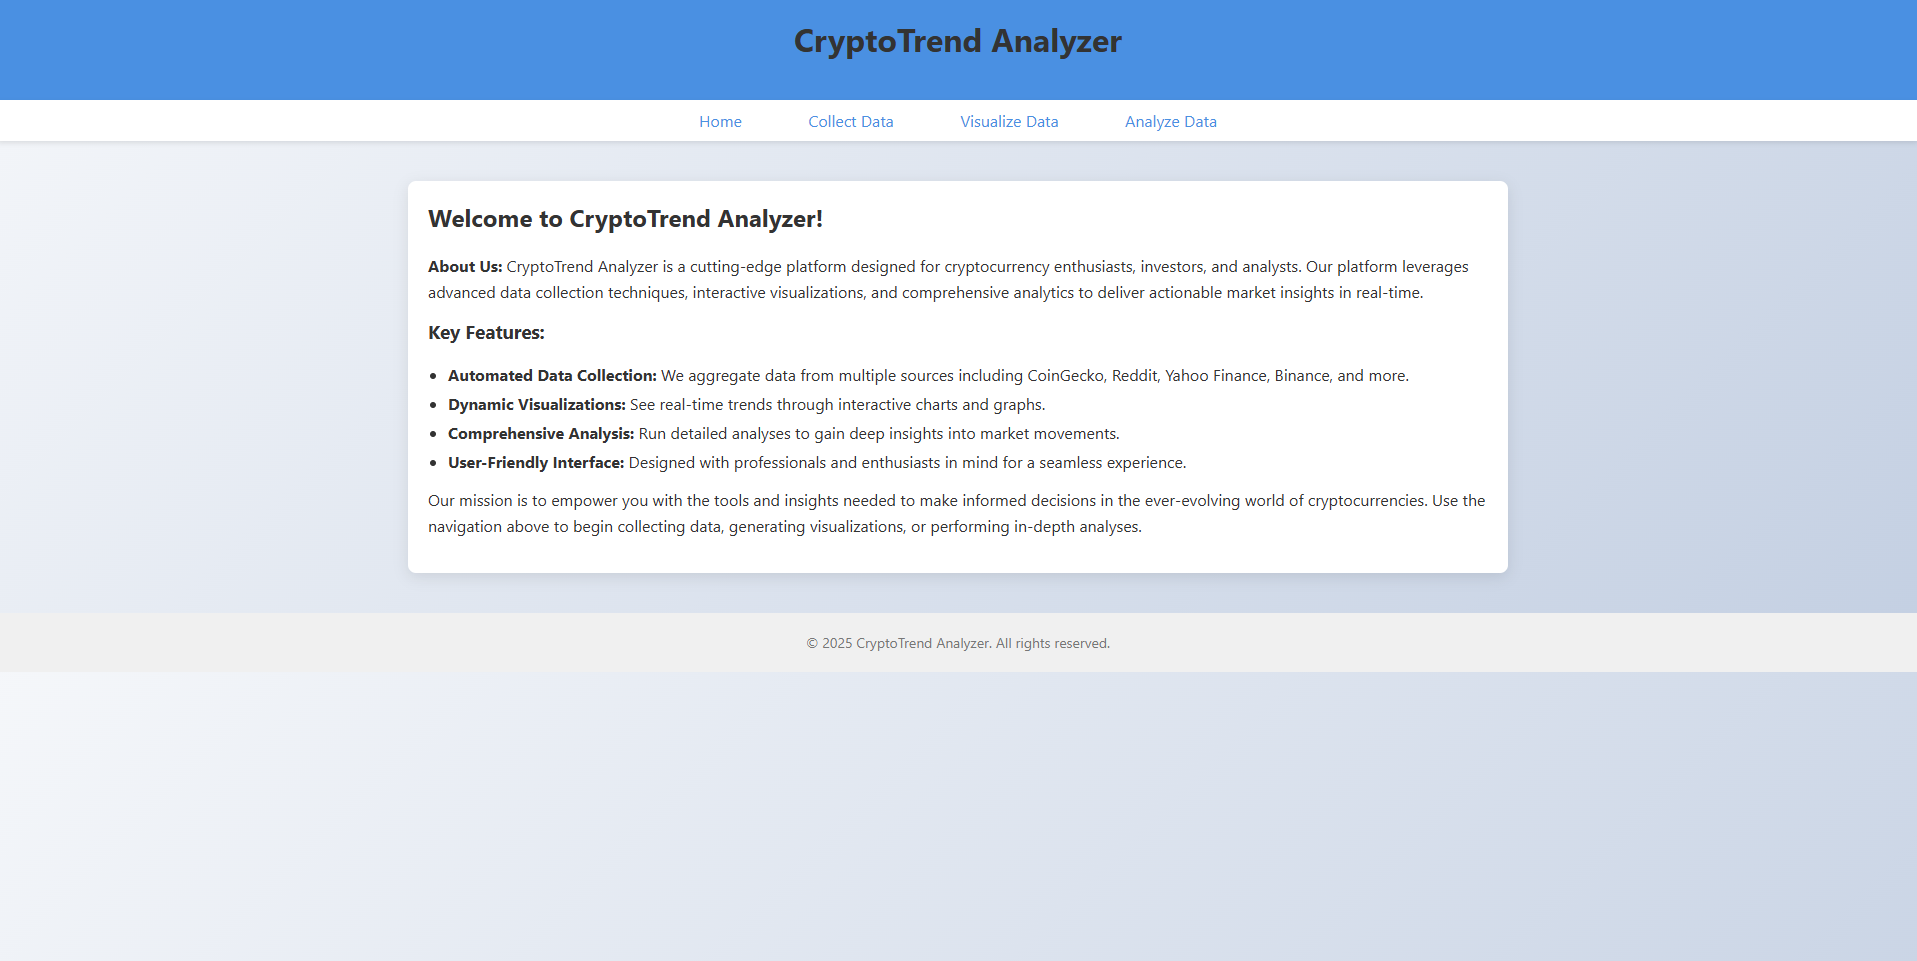 CryptoTrend Analyzer
Home Collect Data Visualize Data Analyze Data
Welcome to CryptoTrend Analyzer!
About Us: CryptoTrend Analyzer is a cutting-edge platform designed for cryptocurrency enthusiasts, investors, and analysts. Our platform leverages
advanced data collection techniques, interactive visualizations, and comprehensive analytics to deliver actionable market insights in real-time.
Key Features:
• Automated Data Collection: We aggregate data from multiple sources including CoinGecko, Reddit, Yahoo Finance, Binance, and more.
• Dynamic Visualizations: See real-time trends through interactive charts and graphs.
• Comprehensive Analysis: Run detailed analyses to gain deep insights into market movements.
• User-Friendly Interface: Designed with professionals and enthusiasts in mind for a seamless experience.
Our mission is to empower you with the tools and insights needed to make informed decisions in the ever-evolving world of cryptocurrencies. Use the
navigation above to begin collecting data, generating visualizations, or performing in-depth analyses.
© 2025 CryptoTrend Analyzer. All rights reserved.